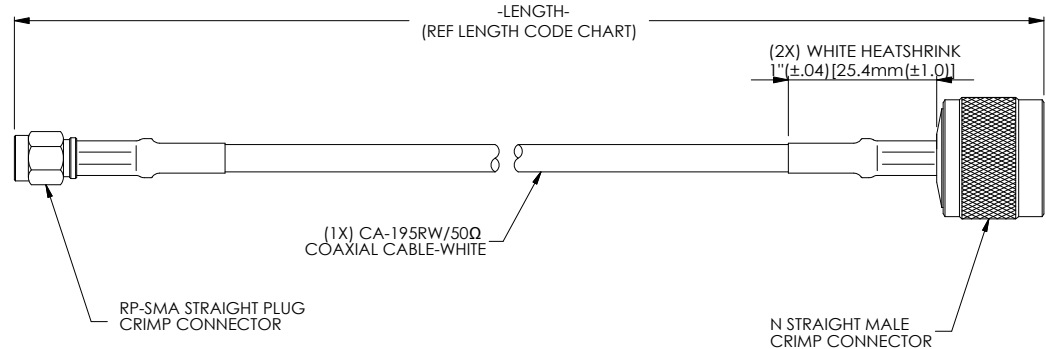 -LENGTH-
(REF LENGTH CODE CHART)
(2X) WHITE HEATSHRINK
1"(±.04)[25.4mm(±1.0)]
(1X) CA-195RW/50Ω
COAXIAL CABLE-WHITE
RP-SMA STRAIGHT PLUG
CRIMP CONNECTOR
N STRAIGHT MALE
CRIMP CONNECTOR